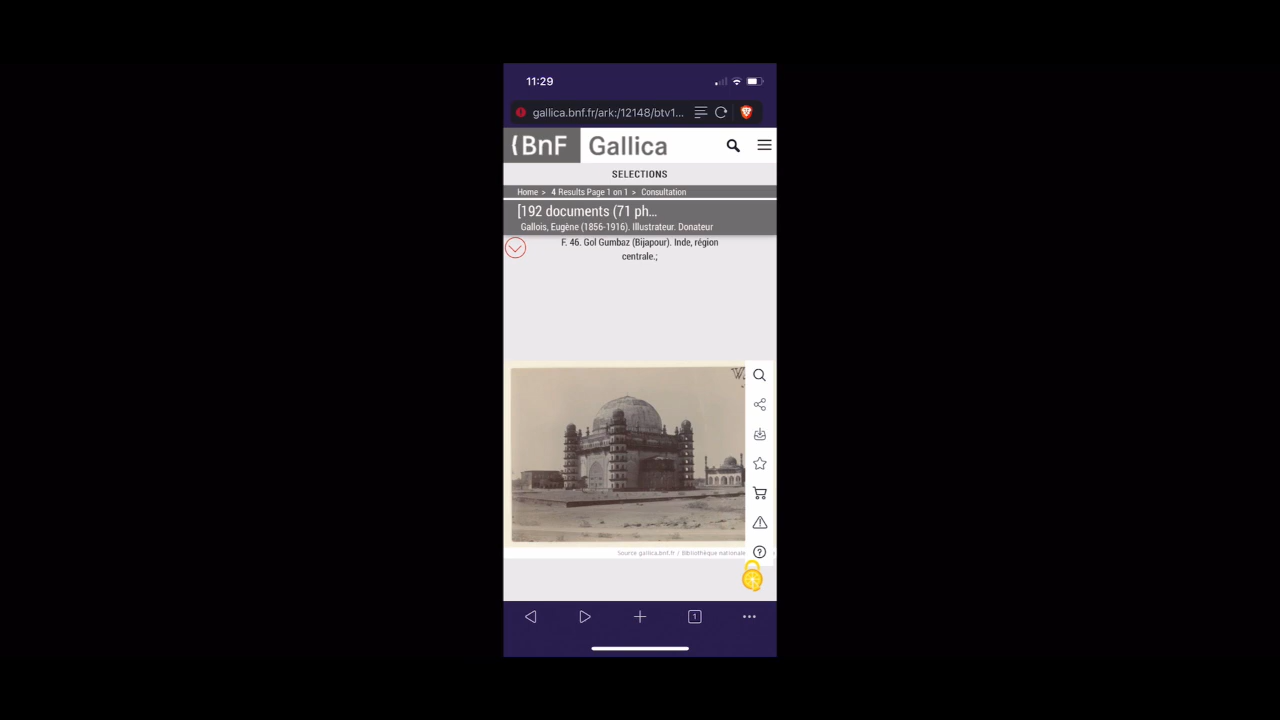 11:29
gallica.bnf.fr/ark:/12148/btv1...
BnF Gallica
SELECTIONS
Home > 4 Results Page 1 on 1 > Consultation
[192 documents (71 ph...
Gallois, Eugène (1856-1916). Illustrateur. Donateur
F. 46. Gol Gumbaz (Bijapour). Inde, région
centrale.;
W.
Source gallica.bnf.fr / Bibliothèque nationale
1